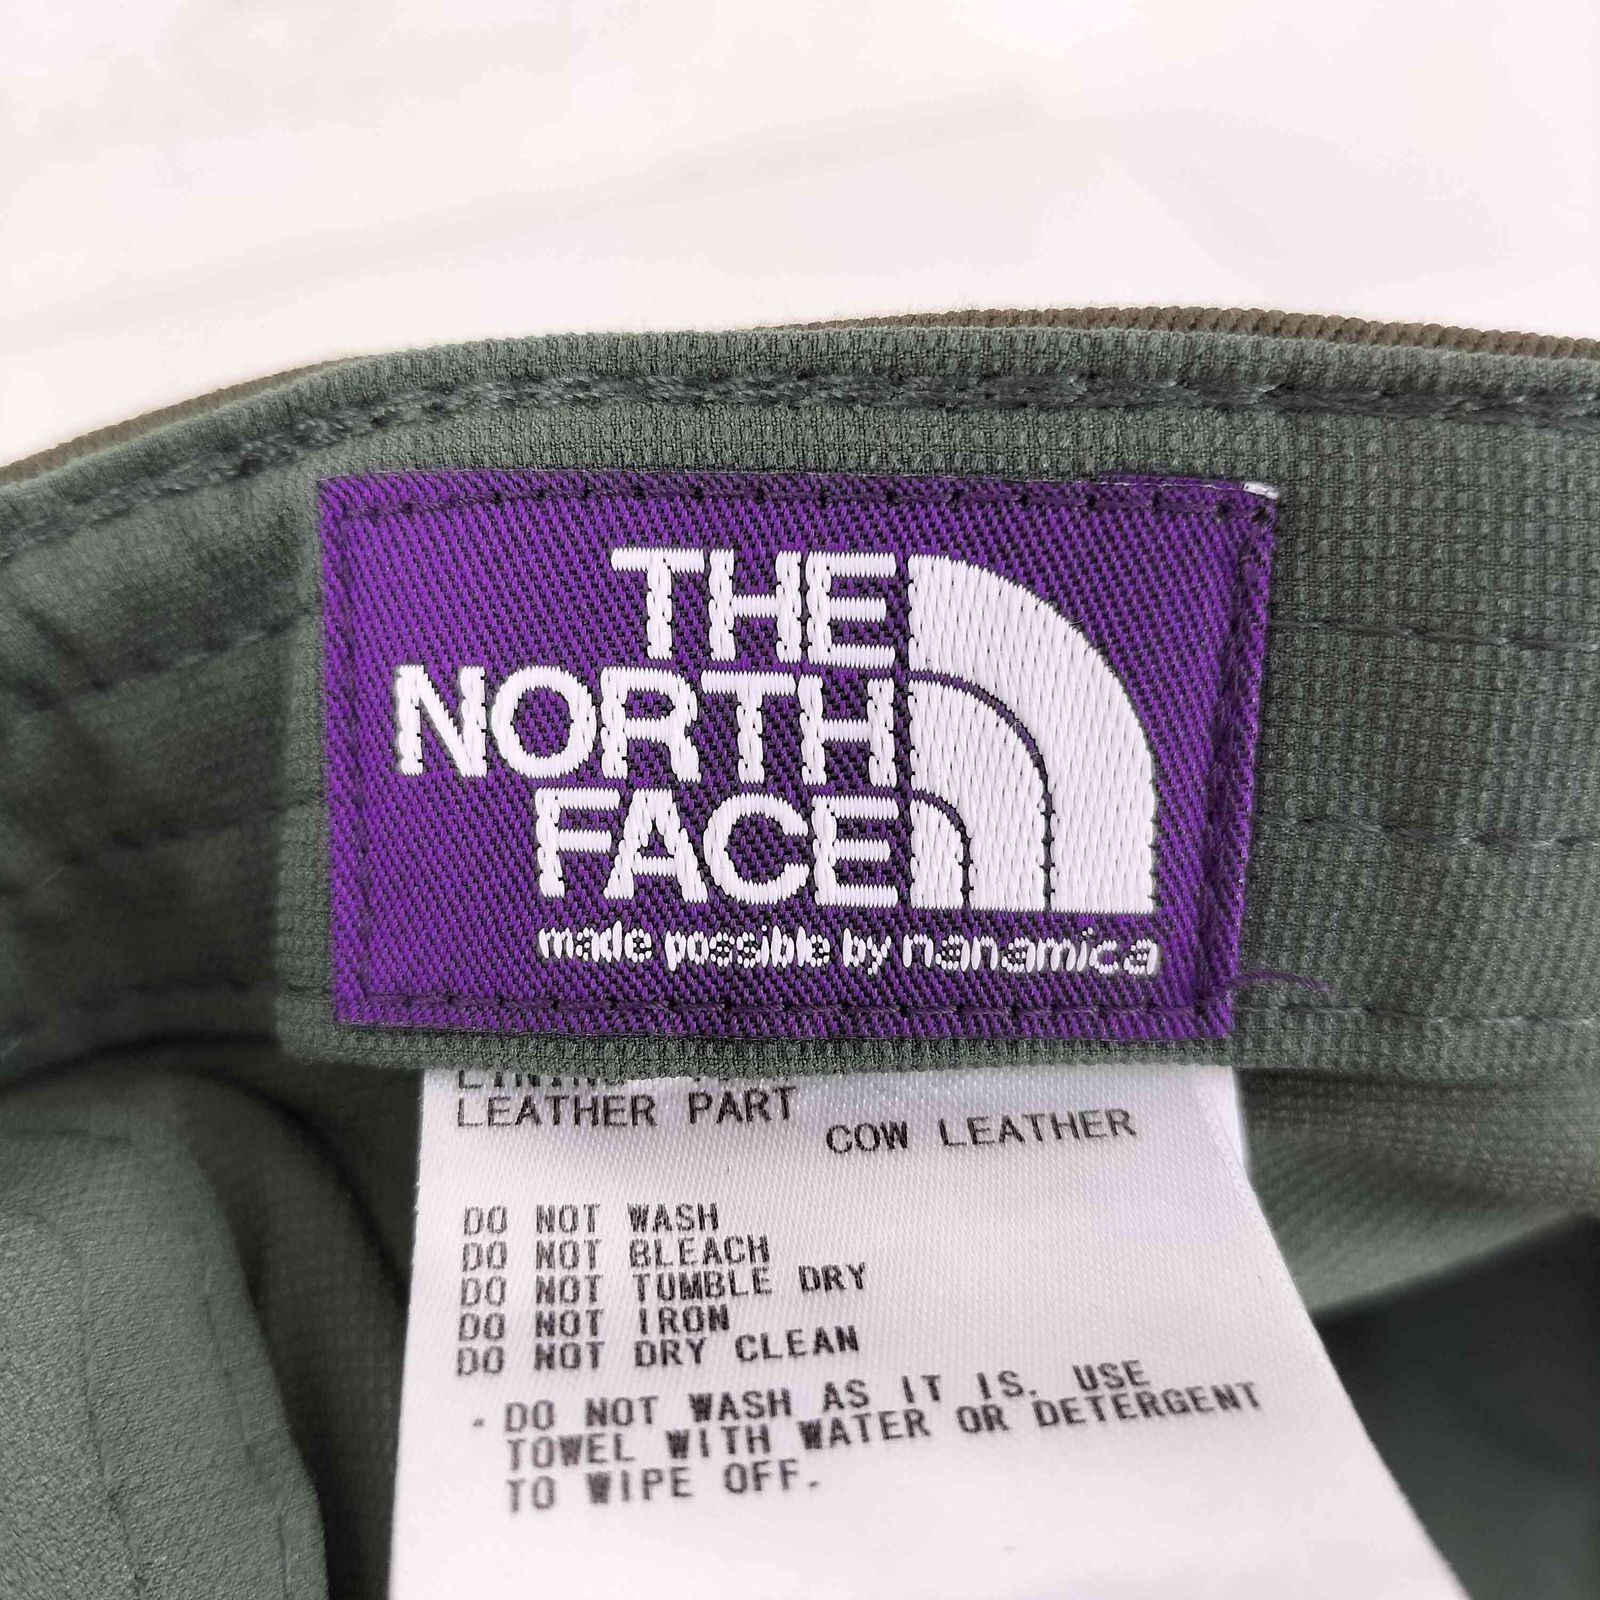 THE
NORTH
FACE
made possible by nanamica
LEATHER PART
COW LEATHER
DO NOT WASH
DO NOT BLEACH
DO NOT TUMBLE DRY
DO NOT IRON
DO NOT DRY CLEAN
· DO NOT WASH AS IT IS. USE
TOWEL WITH WATER OR DETERGENT
TO WIPE OFF.